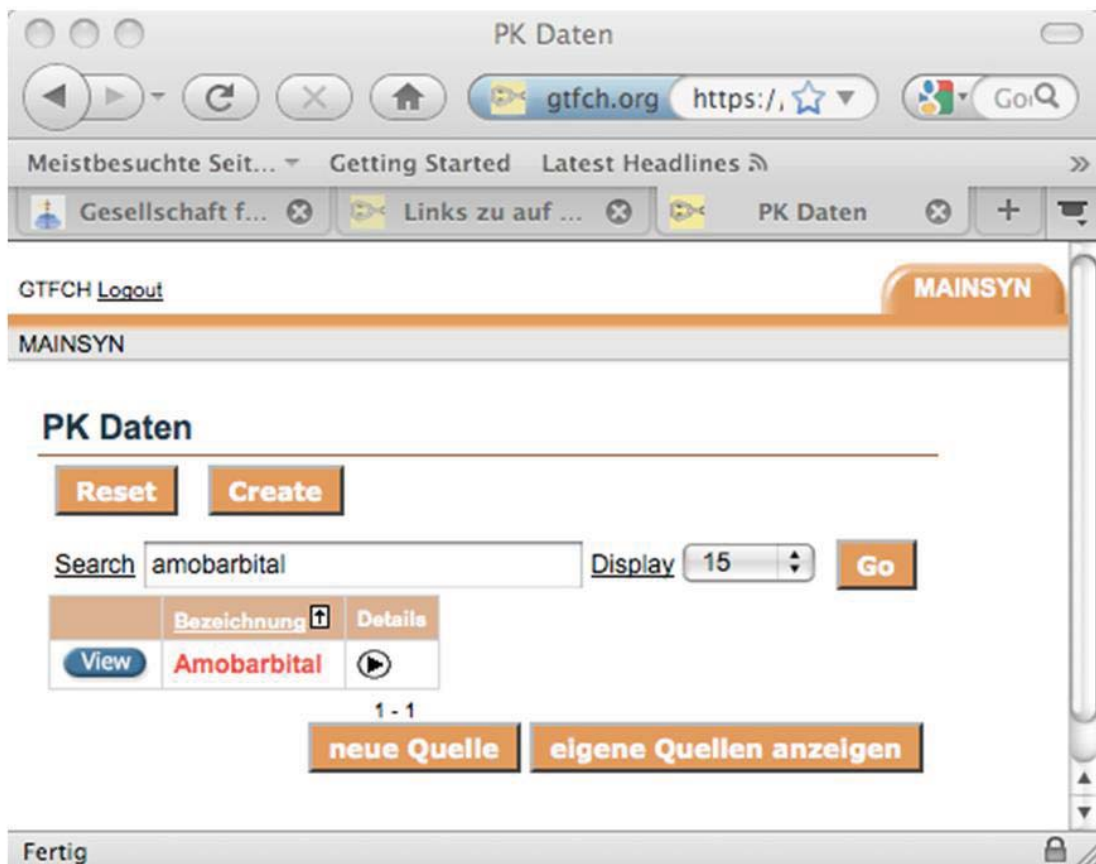 PK Daten
gtfch.org https:/
Meistbesuchte Seit... Getting Started Latest Headlines
Gesellschaft f... Links zu auf ... PK Daten
GTFCH Logout MAINSYN
MAINSYN
PK Daten
Reset Create
Search amobarbital Display 15 Go
Bezeichnung Details
View Amobarbital
1 - 1
neue Quelle eigene Quellen anzeigen
Fertig